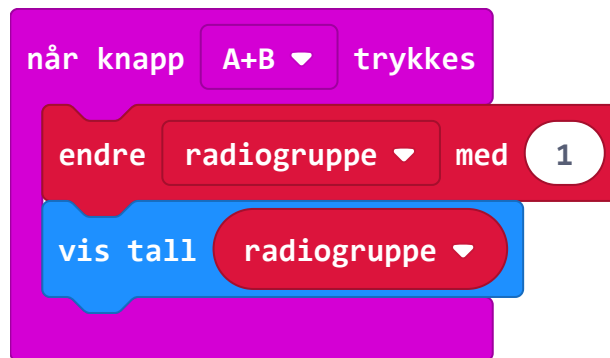 når knapp A+B trykkes
endre radiogruppe med 1
vis tall radiogruppe